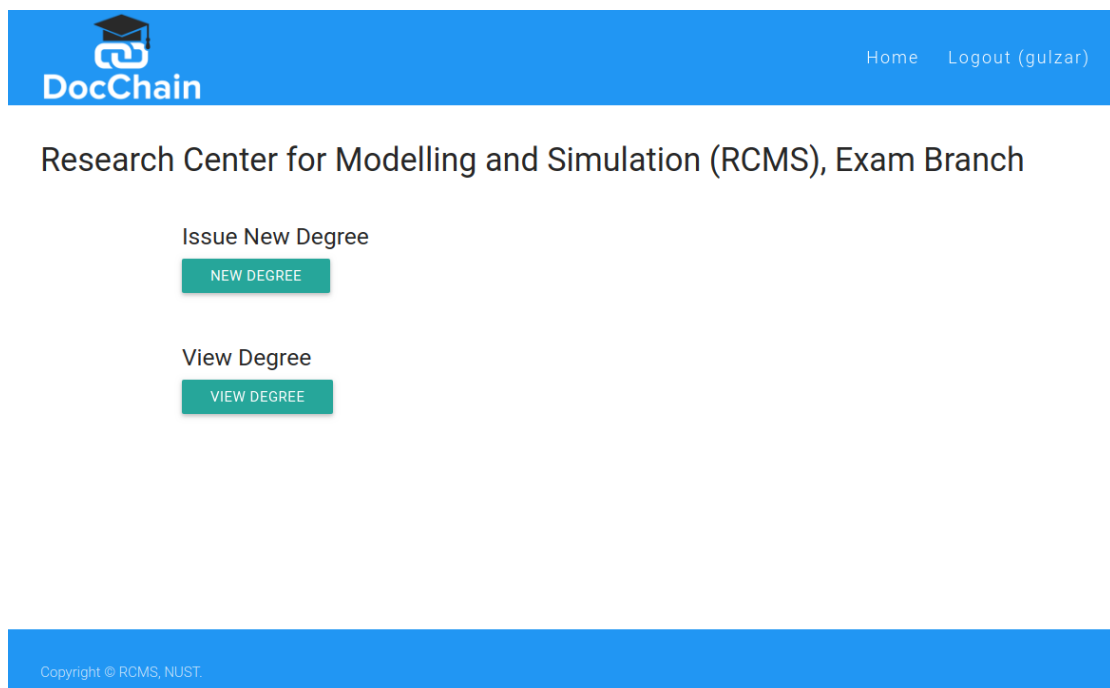 DocChain
Home Logout (gulzar)
Research Center for Modelling and Simulation (RCMS), Exam Branch
Issue New Degree
NEW DEGREE
View Degree
VIEW DEGREE
Copyright © RCMS, NUST.